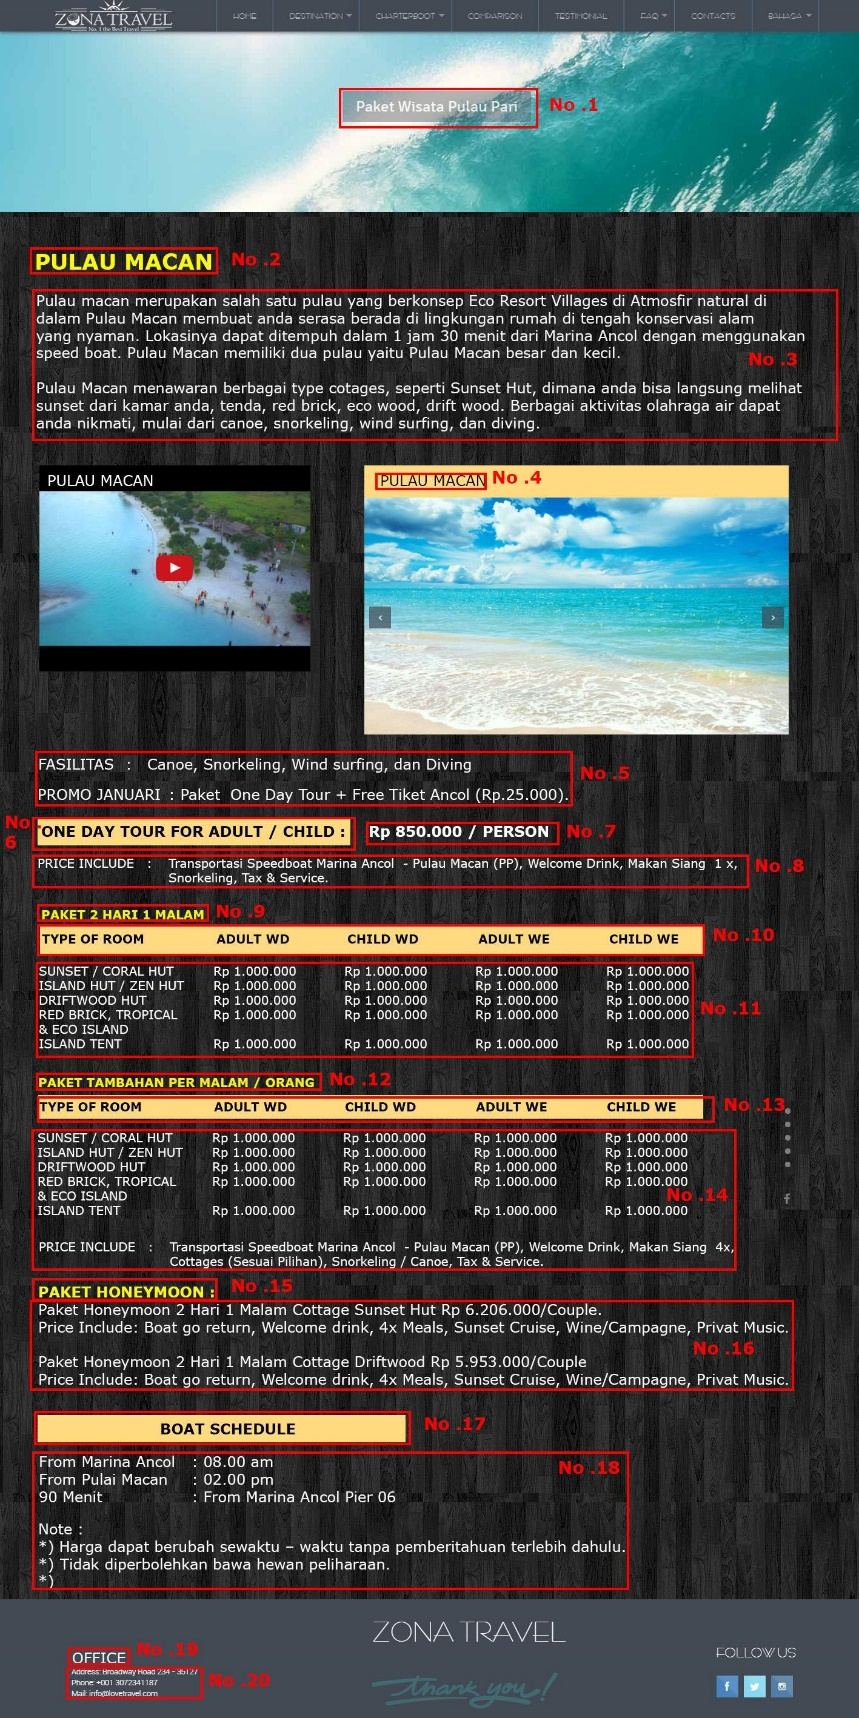 ZONA TRAVEL
No. 1 the Best Travel
HOME DESTINATION CHARTERBOOT COMPARISON TESTIMONIAL FAQ CONTACTS BAHASA
Paket Wisata Pulau Pari No .1
PULAU MACAN No .2
Pulau macan merupakan salah satu pulau yang berkonsep Eco Resort Villages di Atmosfir natural di
dalam Pulau Macan membuat anda serasa berada di lingkungan rumah di tengah konservasi alam
yang nyaman. Lokasinya dapat ditempuh dalam 1 jam 30 menit dari Marina Ancol dengan menggunakan
speed boat. Pulau Macan memiliki dua pulau yaitu Pulau Macan besar dan kecil.
No .3
Pulau Macan menawaran berbagai type cotages, seperti Sunset Hut, dimana anda bisa langsung melihat
sunset dari kamar anda, tenda, red brick, eco wood, drift wood. Berbagai aktivitas olahraga air dapat
anda nikmati, mulai dari canoe, snorkeling, wind surfing, dan diving.
PULAU MACAN
PULAU MACAN No .4
FASILITAS : Canoe, Snorkeling, Wind surfing, dan Diving
No .5
PROMO JANUARI : Paket One Day Tour + Free Tiket Ancol (Rp.25.000).
No 6
ONE DAY TOUR FOR ADULT / CHILD : Rp 850.000 / PERSON No .7
PRICE INCLUDE : Transportasi Speedboat Marina Ancol - Pulau Macan (PP), Welcome Drink, Makan Siang 1 x,
Snorkeling, Tax & Service.
No .8
PAKET 2 HARI 1 MALAM No .9
TYPE OF ROOM ADULT WD CHILD WD ADULT WE CHILD WE No .10
SUNSET / CORAL HUT Rp 1.000.000 Rp 1.000.000 Rp 1.000.000 Rp 1.000.000
ISLAND HUT / ZEN HUT Rp 1.000.000 Rp 1.000.000 Rp 1.000.000 Rp 1.000.000
DRIFTWOOD HUT Rp 1.000.000 Rp 1.000.000 Rp 1.000.000 Rp 1.000.000
RED BRICK, TROPICAL Rp 1.000.000 Rp 1.000.000 Rp 1.000.000 Rp 1.000.000
No .11
& ECO ISLAND
ISLAND TENT Rp 1.000.000 Rp 1.000.000 Rp 1.000.000 Rp 1.000.000
PAKET TAMBAHAN PER MALAM / ORANG No .12
TYPE OF ROOM ADULT WD CHILD WD ADULT WE CHILD WE No .13
SUNSET / CORAL HUT Rp 1.000.000 Rp 1.000.000 Rp 1.000.000 Rp 1.000.000
ISLAND HUT / ZEN HUT Rp 1.000.000 Rp 1.000.000 Rp 1.000.000 Rp 1.000.000
DRIFTWOOD HUT Rp 1.000.000 Rp 1.000.000 Rp 1.000.000 Rp 1.000.000
RED BRICK, TROPICAL Rp 1.000.000 Rp 1.000.000 Rp 1.000.000 Rp 1.000.000
& ECO ISLAND No .14
ISLAND TENT Rp 1.000.000 Rp 1.000.000 Rp 1.000.000 Rp 1.000.000
PRICE INCLUDE : Transportasi Speedboat Marina Ancol - Pulau Macan (PP), Welcome Drink, Makan Siang 4x,
Cottages (Sesuai Pilihan), Snorkeling / Canoe, Tax & Service.
PAKET HONEYMOON : No .15
Paket Honeymoon 2 Hari 1 Malam Cottage Sunset Hut Rp 6.206.000/Couple.
Price Include: Boat go return, Welcome drink, 4x Meals, Sunset Cruise, Wine/Campagne, Privat Music.
No .16
Paket Honeymoon 2 Hari 1 Malam Cottage Driftwood Rp 5.953.000/Couple
Price Include: Boat go return, Welcome drink, 4x Meals, Sunset Cruise, Wine/Campagne, Privat Music.
BOAT SCHEDULE No .17
From Marina Ancol : 08.00 am
No .18
From Pulai Macan : 02.00 pm
90 Menit : From Marina Ancol Pier 06
Note :
*) Harga dapat berubah sewaktu – waktu tanpa pemberitahuan terlebih dahulu.
*) Tidak diperbolehkan bawa hewan peliharaan.
*)
ZONA TRAVEL
thank you!
OFFICE No .19
Address: Broadway Road 234 - 35127
Phone: +001 3072341187
Mail: info@lovetravel.com
No .20
FOLLOW US